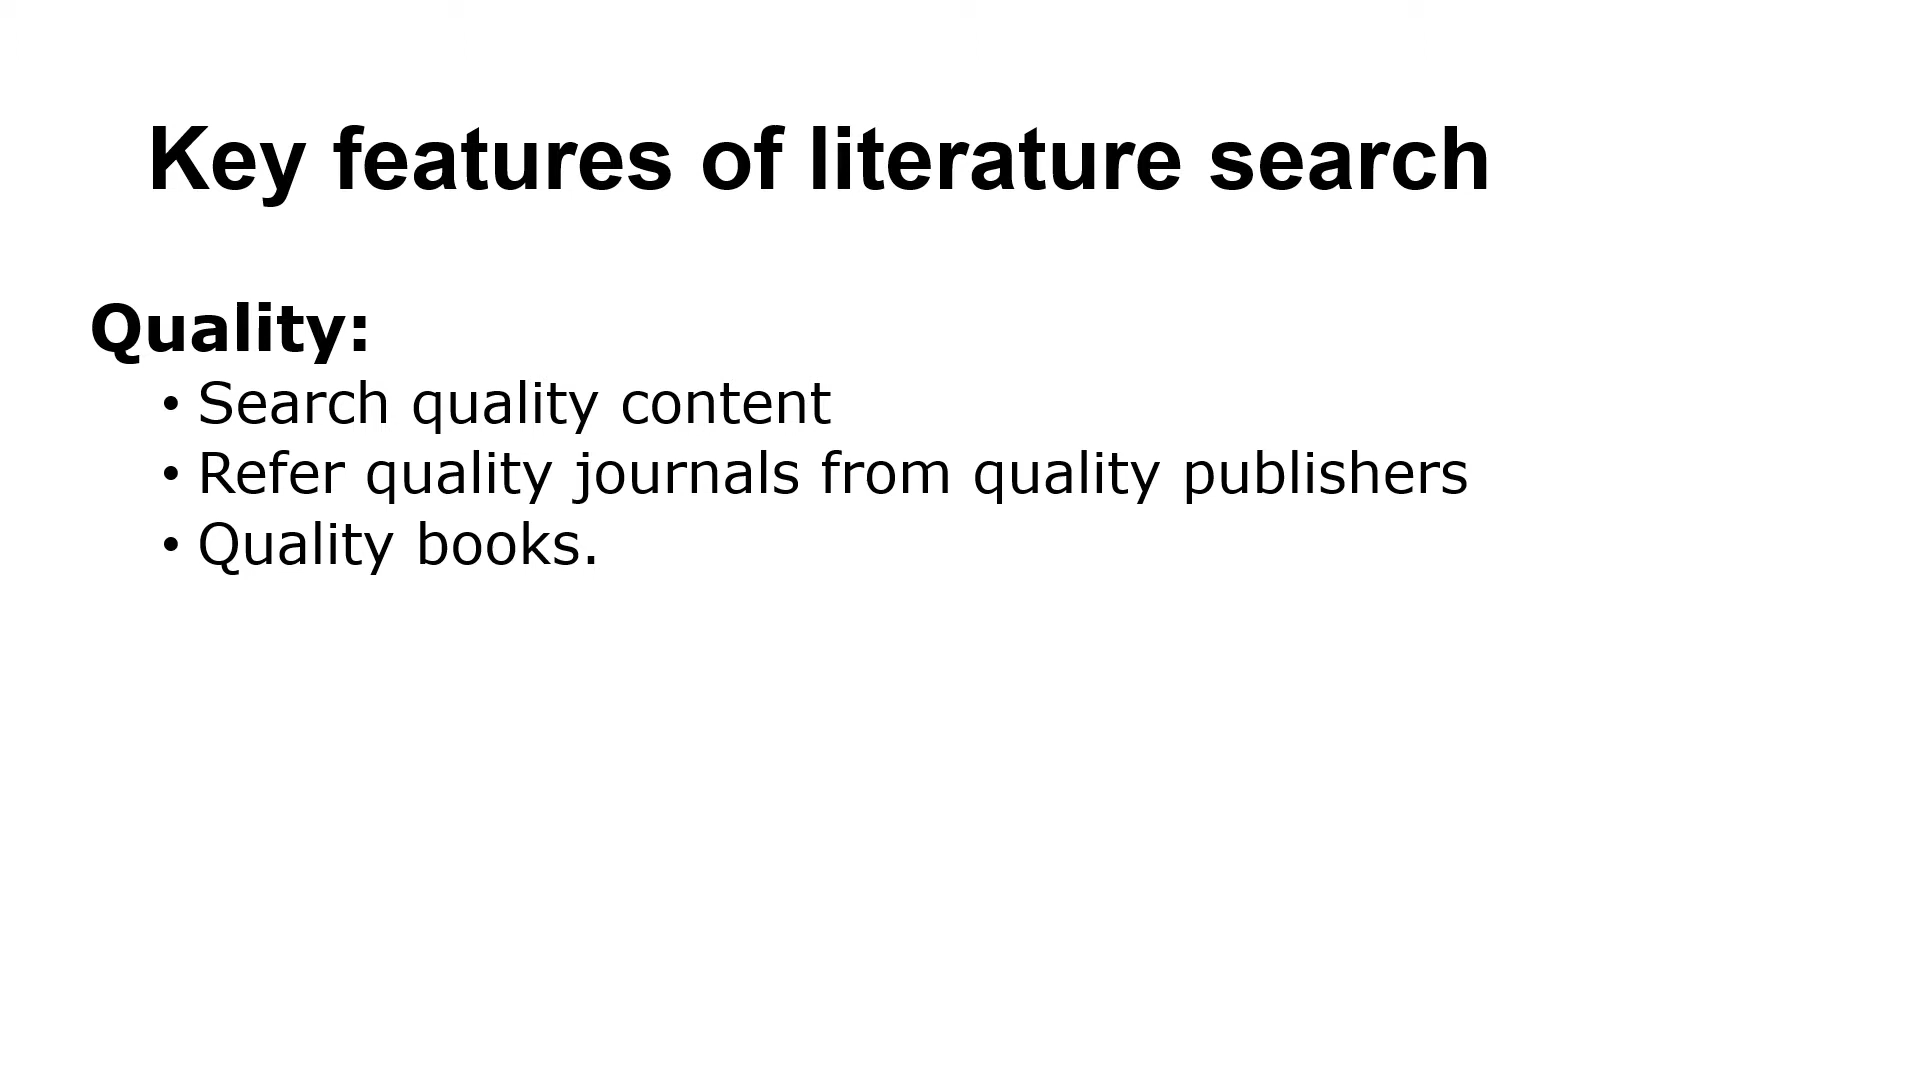 Key features of literature search
Quality:
• Search quality content
• Refer quality journals from quality publishers
• Quality books.